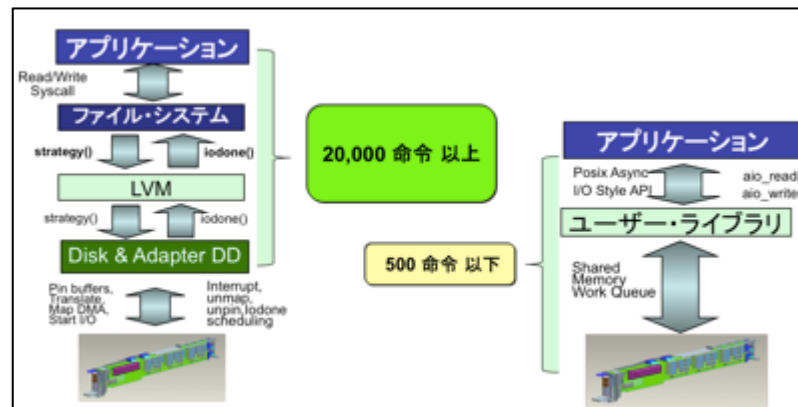 アプリケーション
Read/Write
Syscall
ファイル・システム
strategy()
iodone()
LVM
strategy()
iodone()
Disk & Adapter DD
Pin buffers,
Translate,
Map DMA,
Start I/O
Interrupt,
unmap,
unpin,Iodone
scheduling
20,000 命令 以上
500 命令 以下
アプリケーション
Posix Async
I/O Style API
aio_read
aio_write
ユーザー・ライブラリ
Shared
Memory
Work Queue